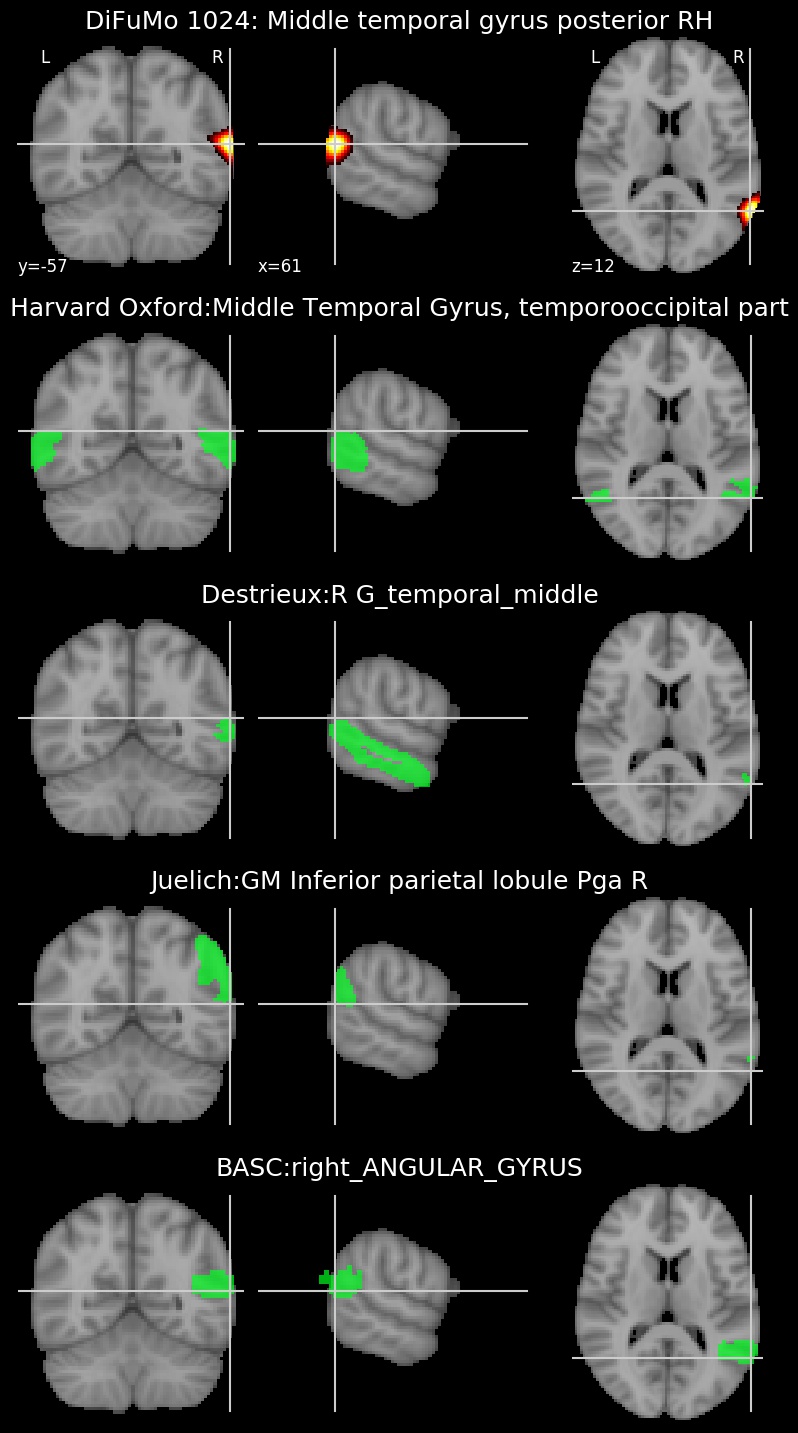 DiFuMo 1024: Middle temporal gyrus posterior RH
L R L R
y=-57 x=61 z=12
Harvard Oxford:Middle Temporal Gyrus, temporooccipital part
Destrieux:R G_temporal_middle
Juelich:GM Inferior parietal lobule Pga R
BASC:right_ANGULAR_GYRUS